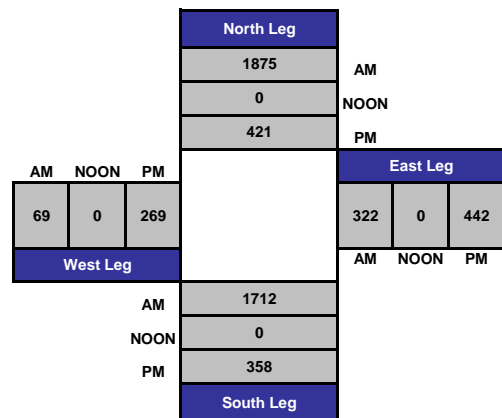 North Leg
1875 AM
0 NOON
421 PM
AM NOON PM
East Leg
69 0 269
322 0 442
West Leg
AM NOON PM
AM 1712
NOON 0
PM 358
South Leg